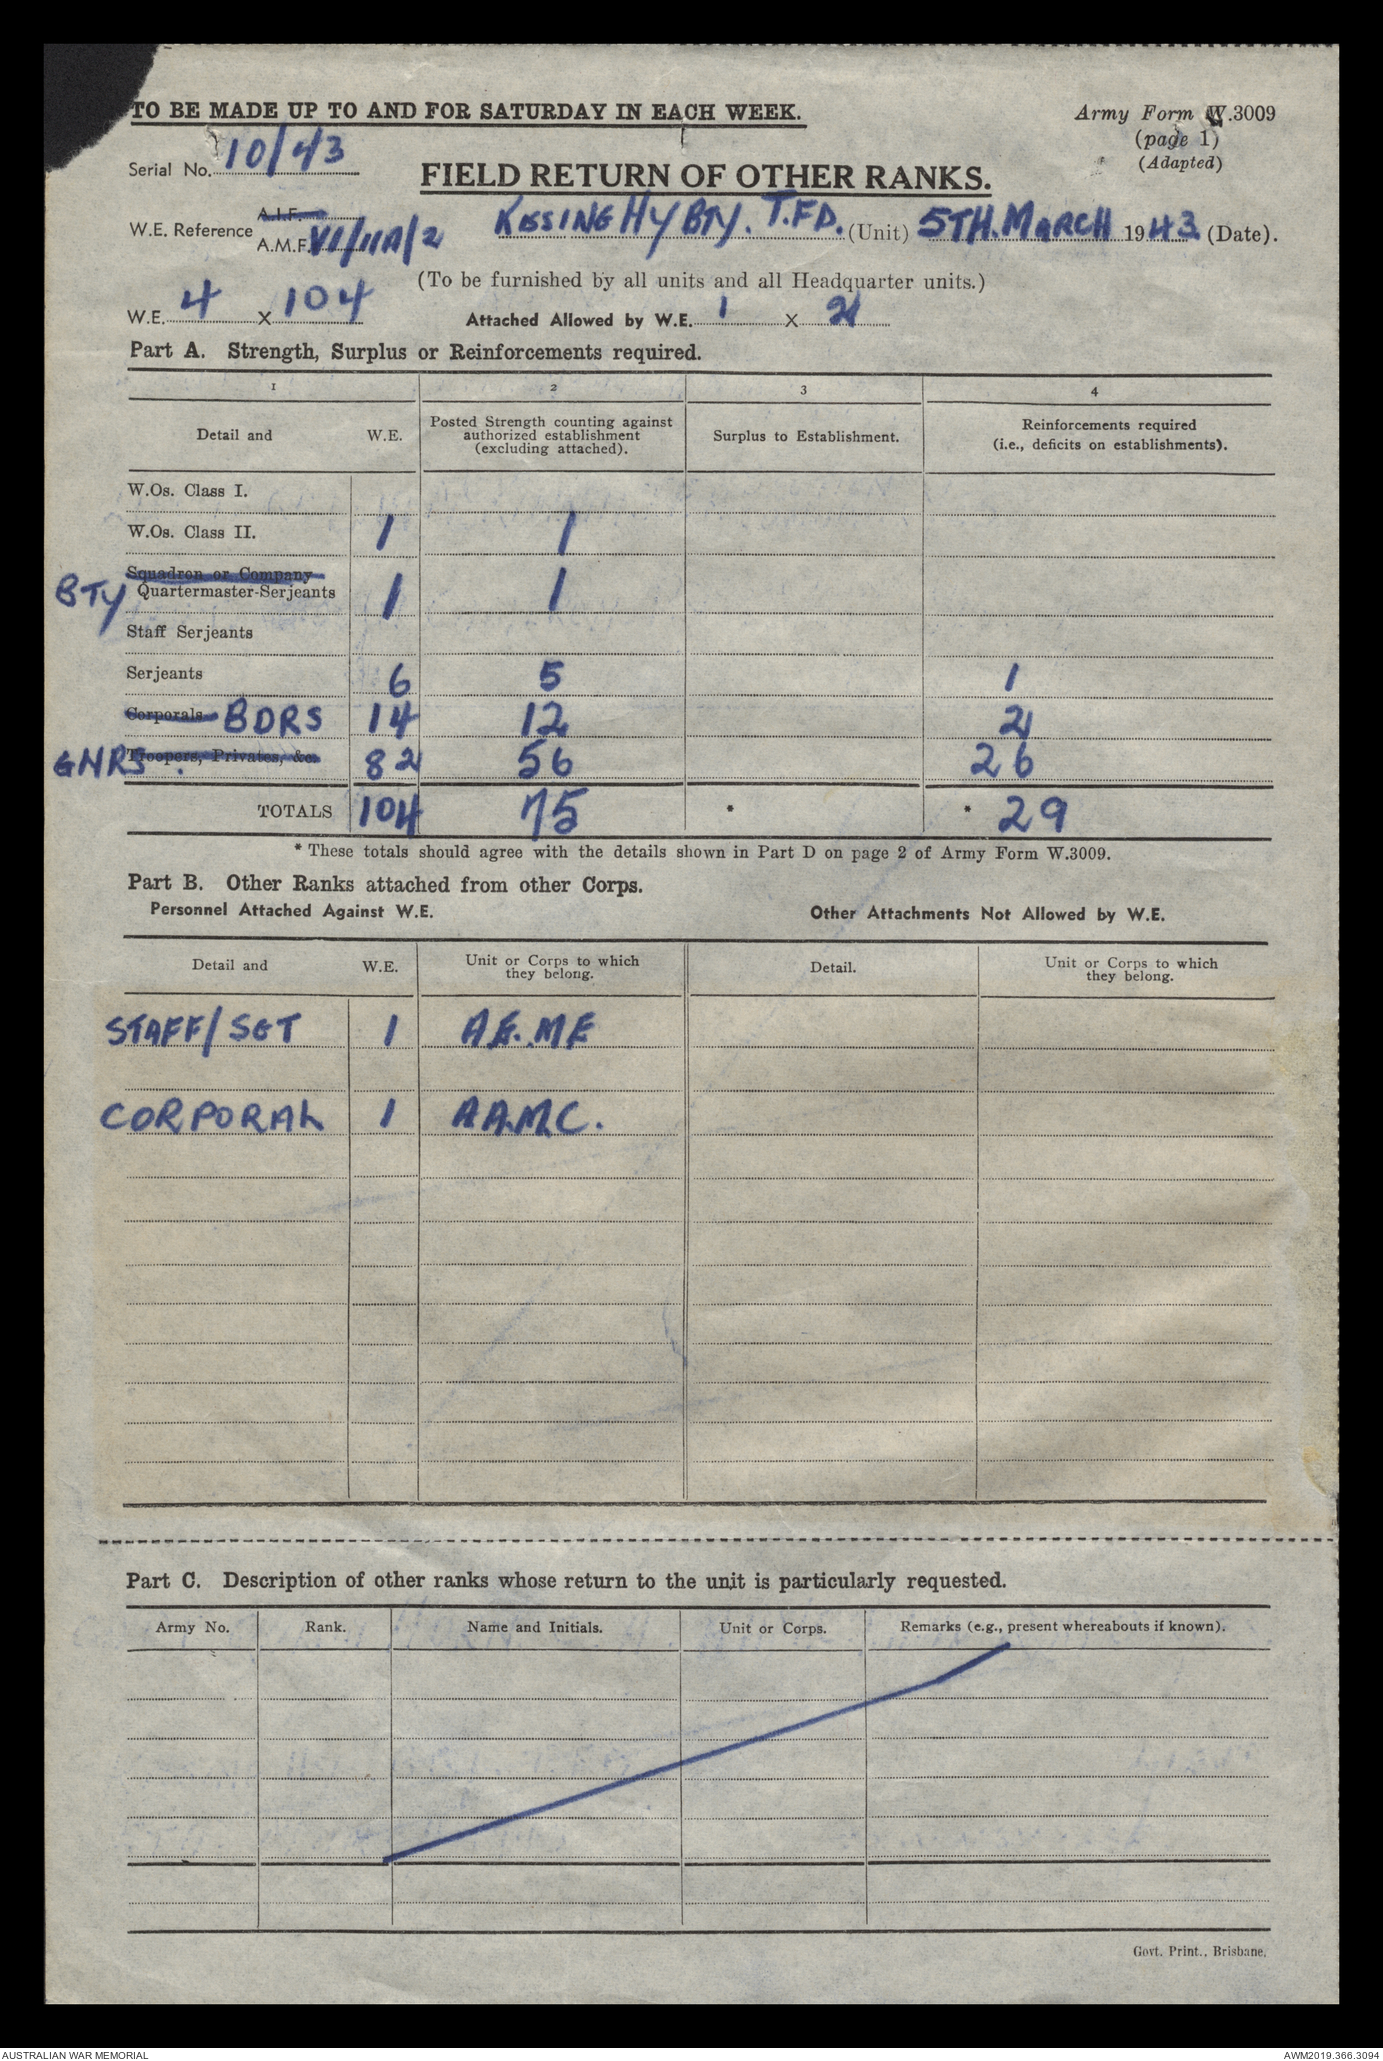 TO BE MADE UP TO AND FOR SATURDAY IN EACH WEEK.
Army Form W.3009
(page 1)
(Adapted)
Serial No. 10/43
FIELD RETURN OF OTHER RANKS.
W.E. Reference A.I.F.
A.M.F. VI/11A/2
KISSING HY BTY. T.FD. (Unit) 5TH. MARCH 1943. (Date).
(To be furnished by all units and all Headquarter units.)
W.E. 4 X 104 Attached Allowed by W.E. 1 X 2
Part A. Strength, Surplus or Reinforcements required.
1 2 3 4
Detail and W.E. Posted Strength counting against authorized establishment (excluding attached). Surplus to Establishment. Reinforcements required (i.e., deficits on establishments).
W.Os. Class I.
W.Os. Class II. 1 1
Squadron or Company
BTY Quartermaster-Serjeants 1 1
Staff Serjeants
Serjeants 6 5 1
Corporals BDRS 14 12 2
GNRS. Troopers, Privates, &c. 82 56 26
TOTALS 104 75 * * 29
* These totals should agree with the details shown in Part D on page 2 of Army Form W.3009.
Part B. Other Ranks attached from other Corps.
Personnel Attached Against W.E. Other Attachments Not Allowed by W.E.
Detail and W.E. Unit or Corps to which they belong. Detail. Unit or Corps to which they belong.
STAFF/SGT 1 A.E.M.E
CORPORAL 1 A.A.M.C.
Part C. Description of other ranks whose return to the unit is particularly requested.
Army No. Rank. Name and Initials. Unit or Corps. Remarks (e.g., present whereabouts if known).
Govt. Print., Brisbane.
AUSTRALIAN WAR MEMORIAL
AWM2019.366.3094